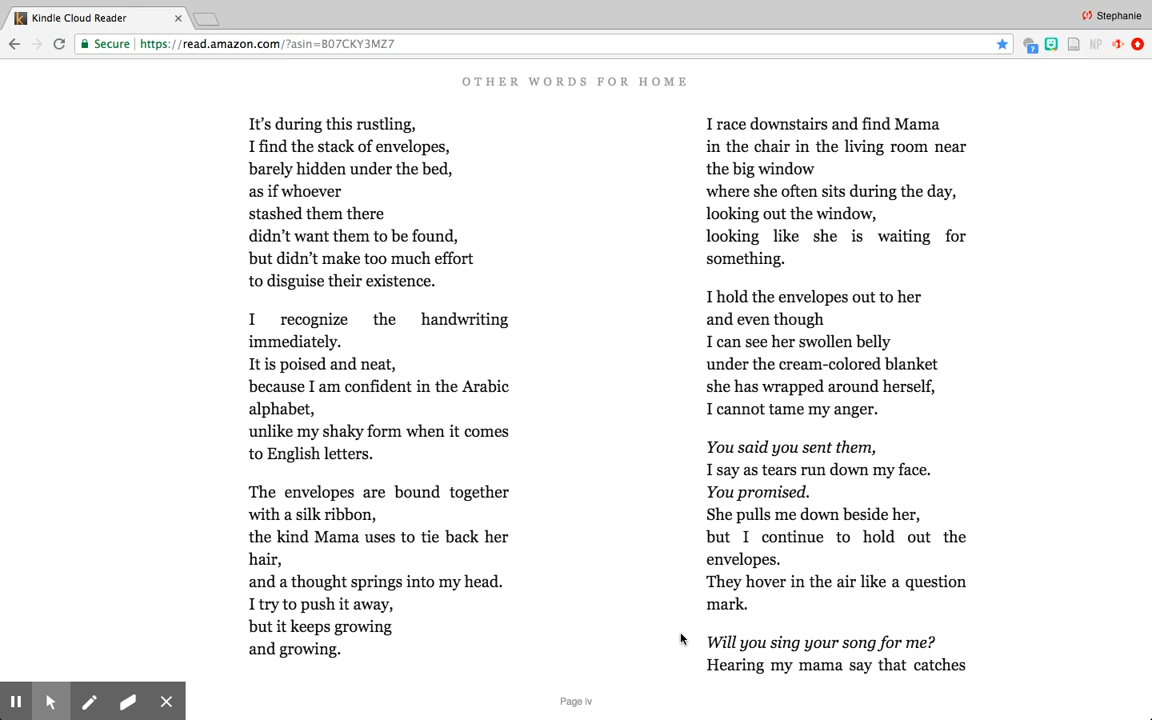 Kindle Cloud Reader
Stephanie
Secure
https://read.amazon.com/?asin=B07CKY3MZ7
NP
OTHER WORDS FOR HOME
It's during this rustling,
I find the stack of envelopes,
barely hidden under the bed,
as if whoever
stashed them there
didn't want them to be found,
but didn't make too much effort
to disguise their existence.
I recognize the handwriting
immediately.
It is poised and neat,
because I am confident in the Arabic
alphabet,
unlike my shaky form when it comes
to English letters.
The envelopes are bound together
with a silk ribbon,
the kind Mama uses to tie back her
hair,
and a thought springs into my head.
I try to push it away,
but it keeps growing
and growing.
I race downstairs and find Mama
in the chair in the living room near
the big window
where she often sits during the day,
looking out the window,
looking like she is waiting for
something.
I hold the envelopes out to her
and even though
I can see her swollen belly
under the cream-colored blanket
she has wrapped around herself,
I cannot tame my anger.
You said you sent them,
I say as tears run down my face.
You promised.
She pulls me down beside her,
but I continue to hold out the
envelopes.
They hover in the air like a question
mark.
Will you sing your song for me?
Hearing my mama say that catches
Page iv